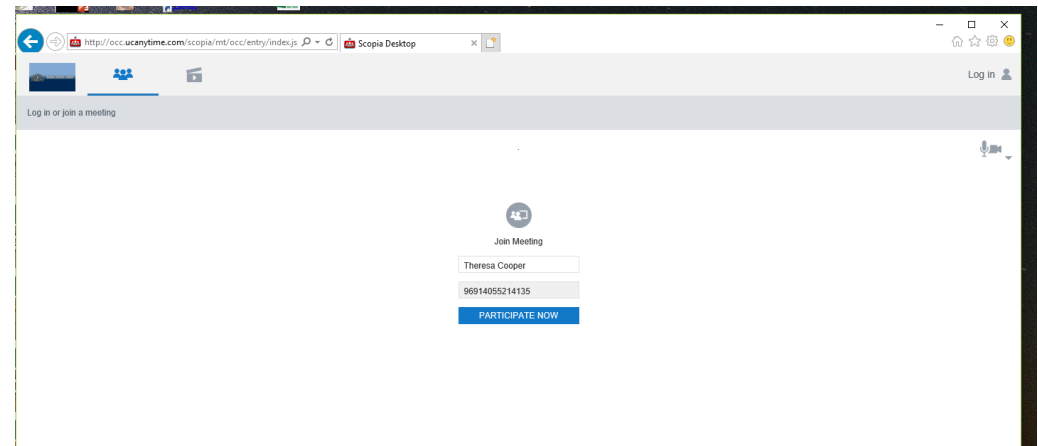 http://occ.ucanytime.com/scopia/mt/occ/entry/index.js
Scopia Desktop
Log in
Log in or join a meeting
Join Meeting
Theresa Cooper
96914055214135
PARTICIPATE NOW